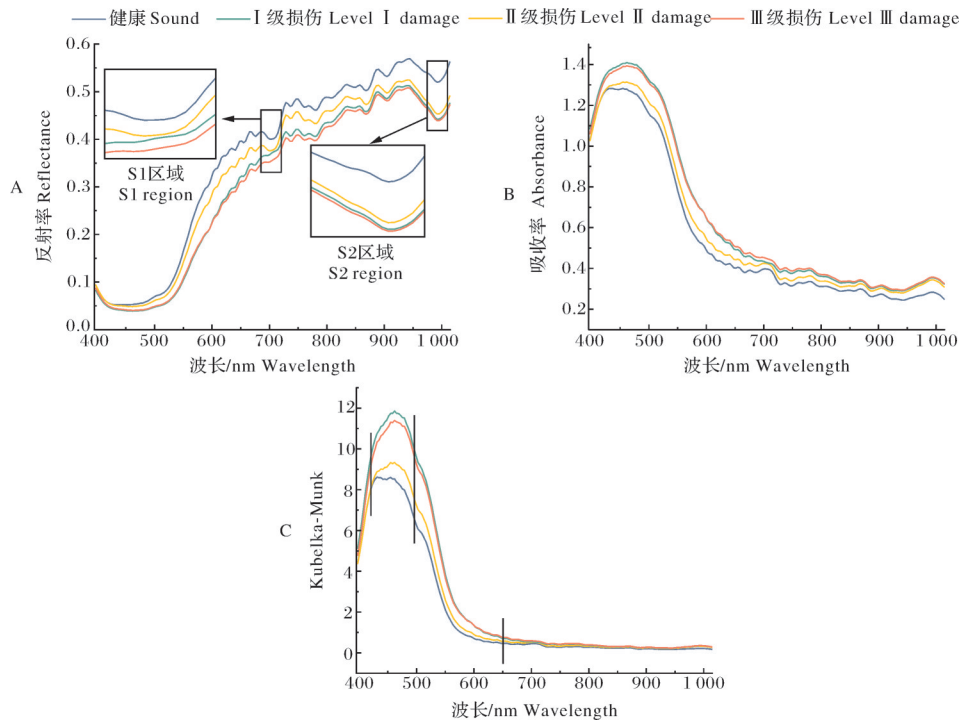 健康 Sound Ⅰ级损伤 Level Ⅰ damage Ⅱ级损伤 Level Ⅱ damage Ⅲ级损伤 Level Ⅲ damage
A
反射率 Reflectance
0.6
0.5
0.4
0.3
0.2
0.1
0.0
S1区域
S1 region
S2区域
S2 region
400 500 600 700 800 900 1 000
波长/nm Wavelength
B
吸收率 Absorbance
1.4
1.2
1.0
0.8
0.6
0.4
0.2
400 500 600 700 800 900 1 000
波长/nm Wavelength
C
Kubelka-Munk
12
10
8
6
4
2
0
400 500 600 700 800 900 1 000
波长/nm Wavelength